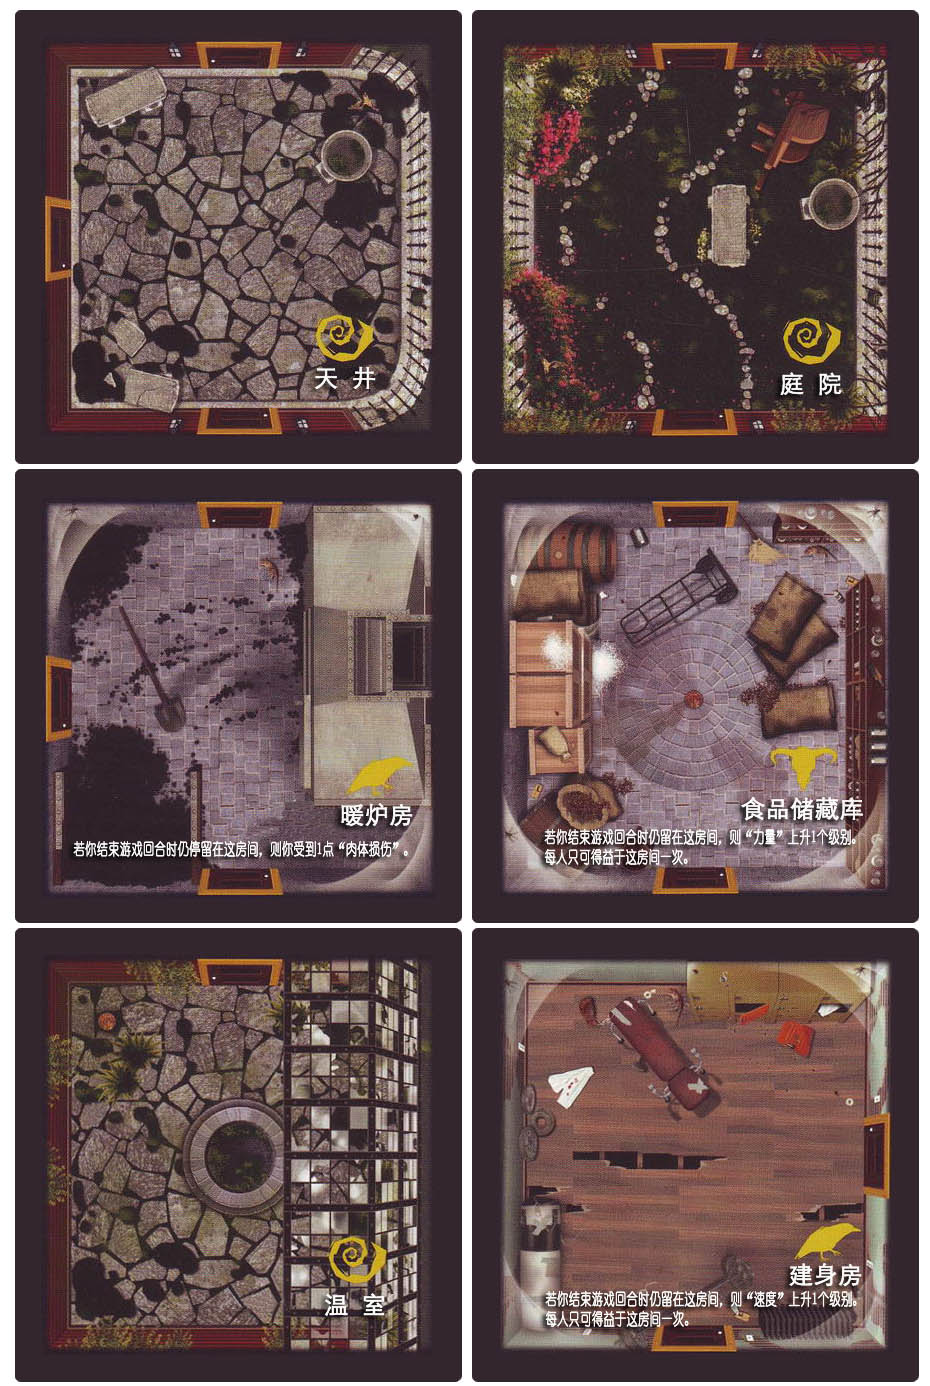 天 井
庭 院
暖炉房
若你结束游戏回合时仍停留在这房间，则你受到1点“肉体损伤”。
食品储藏库
若你结束游戏回合时仍留在这房间，则“力量”上升1个级别。
每人只可得益于这房间一次。
温 室
建身房
若你结束游戏回合时仍留在这房间，则“速度”上升1个级别。
每人只可得益于这房间一次。